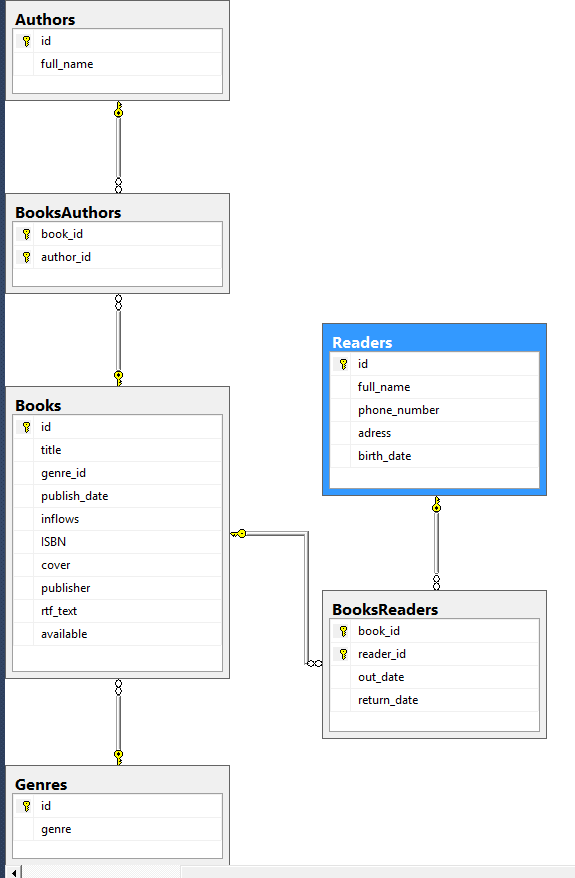 Authors
id
full_name
BooksAuthors
book_id
author_id
Books
id
title
genre_id
publish_date
inflows
ISBN
cover
publisher
rtf_text
available
Genres
id
genre
Readers
id
full_name
phone_number
adress
birth_date
BooksReaders
book_id
reader_id
out_date
return_date